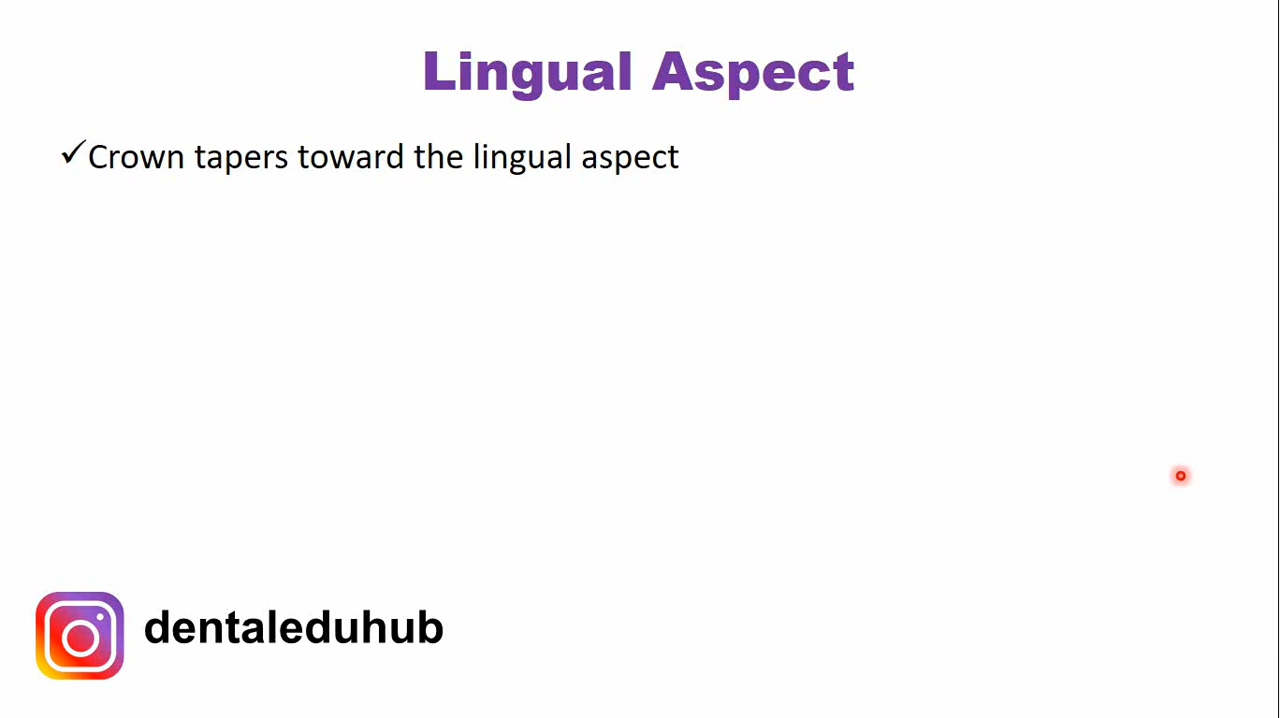 Lingual Aspect
✓Crown tapers toward the lingual aspect
dentaleduhub